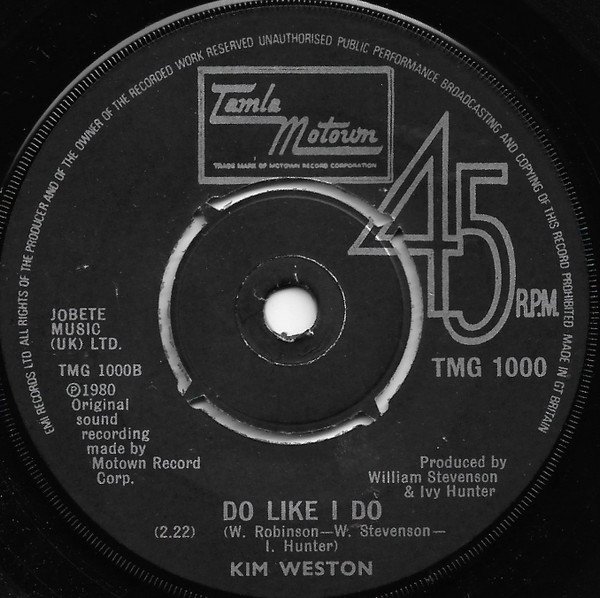 EMI RECORDS LTD ALL RIGHTS OF THE PRODUCER AND OF THE OWNER OF THE RECORDED WORK RESERVED UNAUTHORISED PUBLIC PERFORMANCE BROADCASTING AND COPYING OF THIS RECORD PROHIBITED MADE IN GT BRITAIN
Tamla
Motown
TRADE MARK OF MOTOWN RECORD CORPORATION
45
R.P.M.
JOBETE
MUSIC
(UK) LTD.
TMG 1000
TMG 1000B
Ⓟ1980
Original
sound
recording
made by
Motown Record
Corp.
Produced by
William Stevenson
& Ivy Hunter
DO LIKE I DO
(2.22)
(W. Robinson—W. Stevenson—
I. Hunter)
KIM WESTON